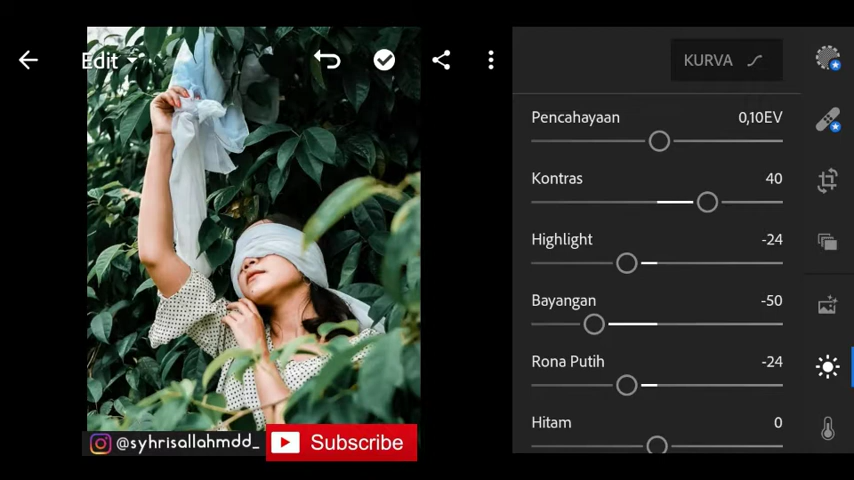 Edit
KURVA
Pencahayaan 0,10EV
Kontras 40
Highlight -24
Bayangan -50
Rona Putih -24
Hitam 0
@syhrisallahmdd_
Subscribe